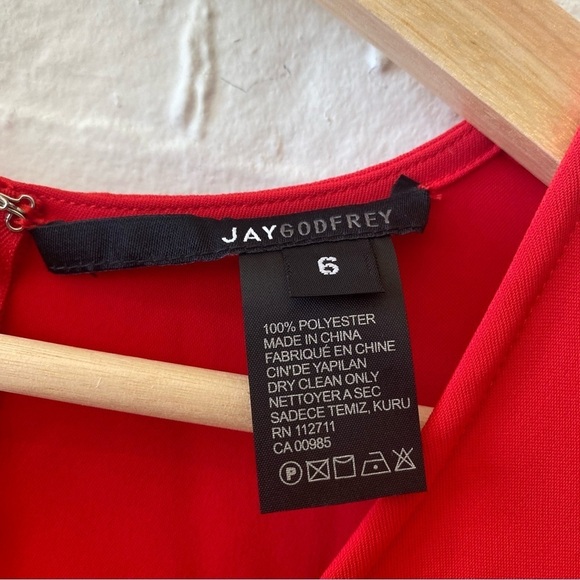 JAYGODFREY
6
100% POLYESTER
MADE IN CHINA
FABRIQUÉ EN CHINE
CIN'DE YAPILAN
DRY CLEAN ONLY
NETTOYER A SEC
SADECE TEMIZ, KURU
RN 112711
CA 00985
P